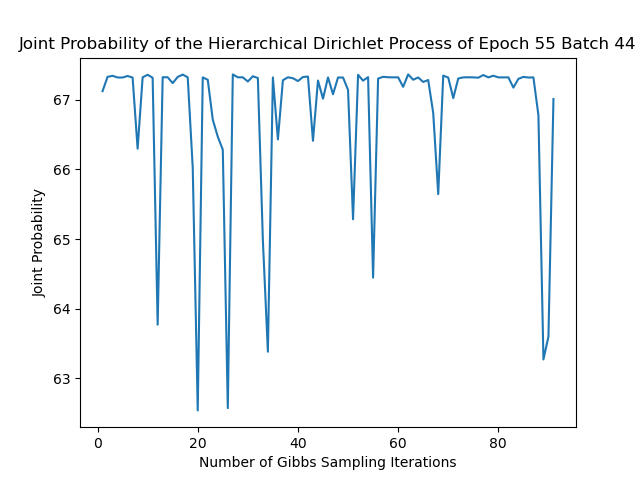 Joint Probability of the Hierarchical Dirichlet Process of Epoch 55 Batch 44
67
66
65
64
63
Joint Probability
0 20 40 60 80
Number of Gibbs Sampling Iterations